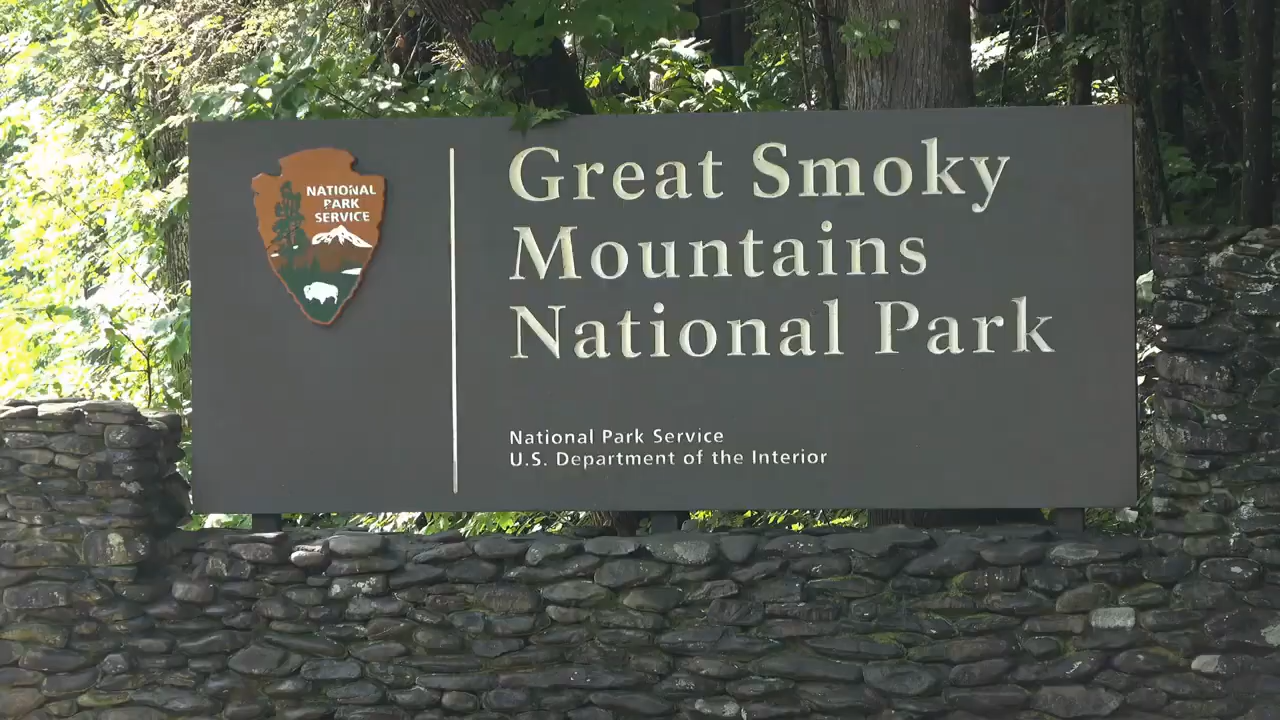 NATIONAL
PARK
SERVICE
Great Smoky
Mountains
National Park
National Park Service
U.S. Department of the Interior